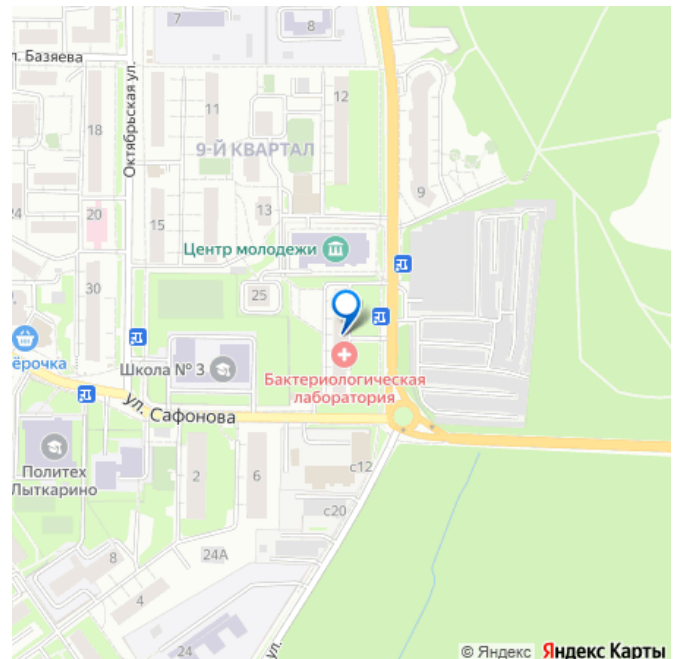 7
8
л. Базяева
Октябрьская ул.
11
12
18
9-Й КВАРТАЛ
9
24
20
13
15
Центр молодежи
30
25
ёрочка
Школа № 3
Бактериологическая
лаборатория
ул. Сафонова
Политех
Лыткарино
2
6
с12
с20
24А
8
4
24
ул.
© Яндекс Яндекс Карты